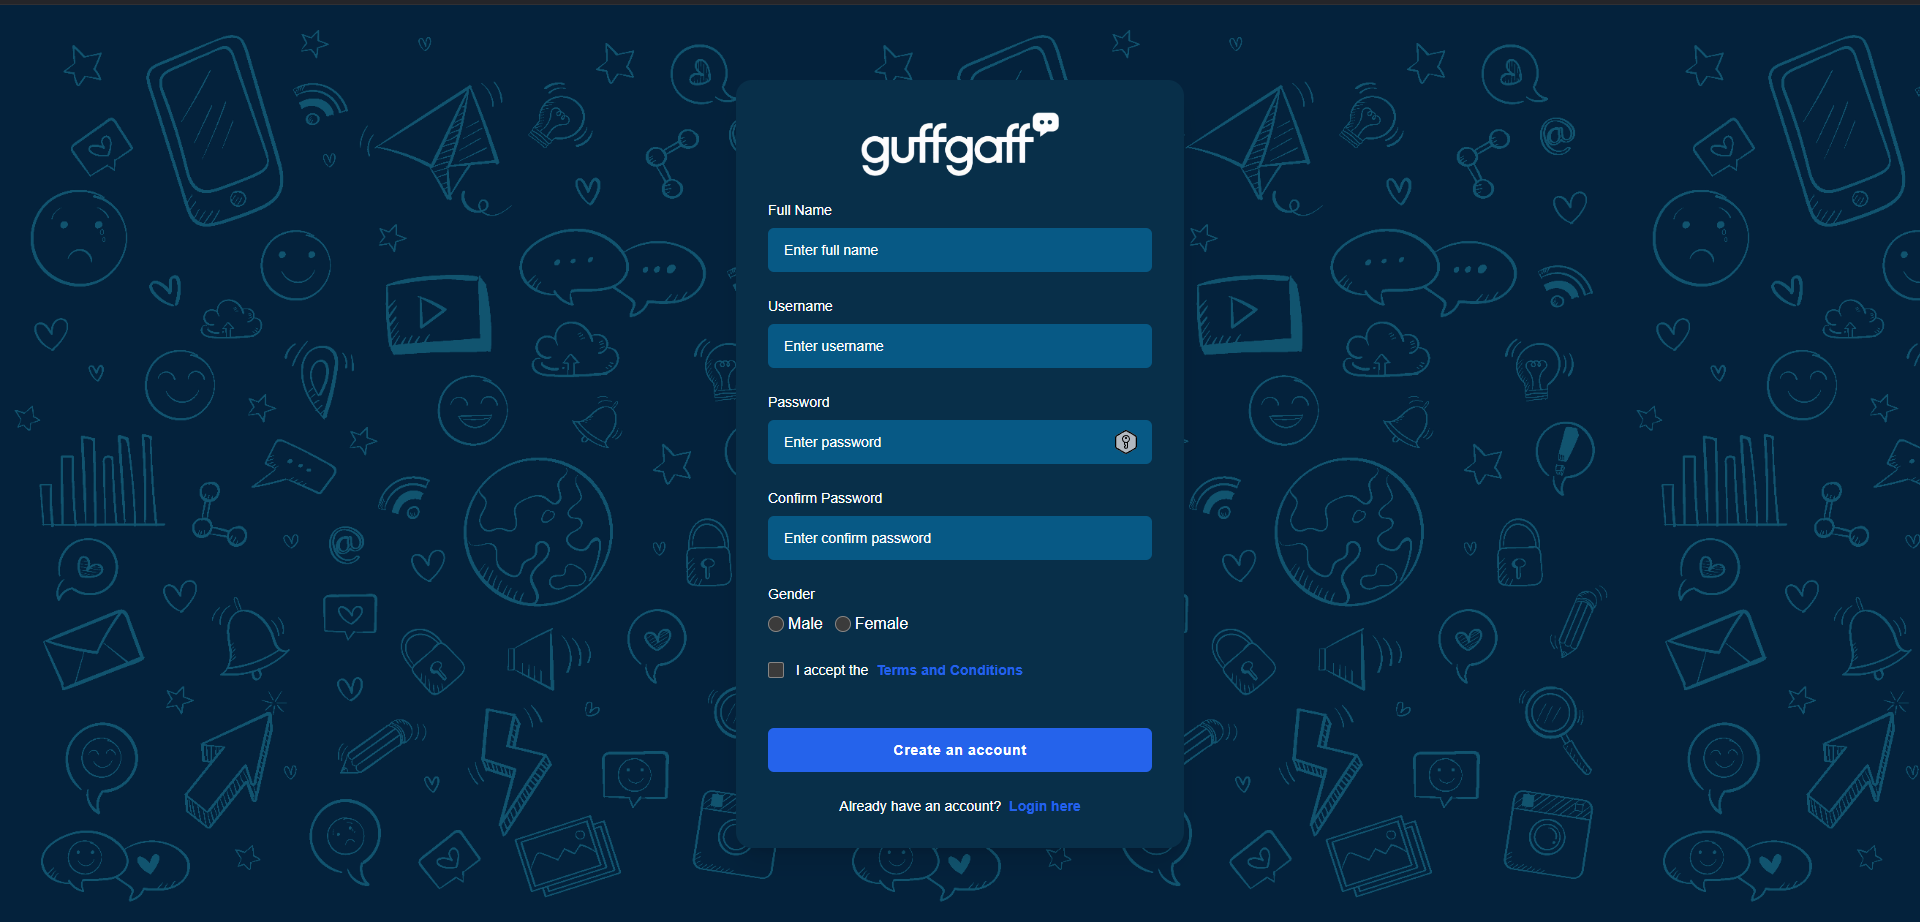 guffgaff
Full Name
Enter full name
Username
Enter username
Password
Enter password
Confirm Password
Enter confirm password
Gender
Male Female
I accept the Terms and Conditions
Create an account
Already have an account? Login here